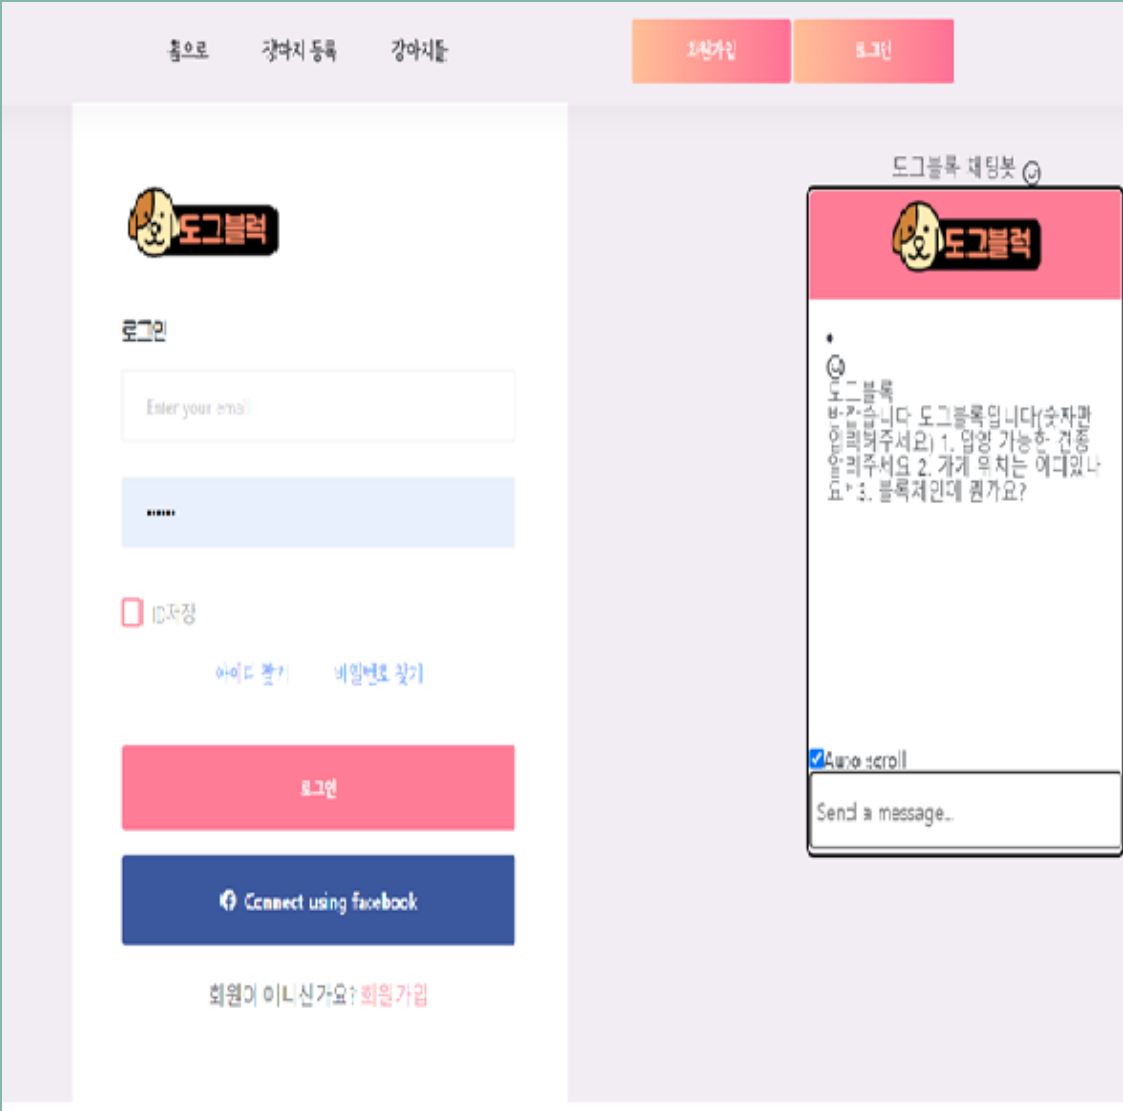 홈으로 강아지 등록 강아지들 회원가입 로그인
도그블럭
로그인
Enter your email
ID저장
아이디 찾기 비밀번호 찾기
로그인
Connect using facebook
회원이 아니신가요? 회원가입
도그블록 채팅봇
도그블럭
도그블록
반갑습니다 도그블록입니다(숫자만
입력해주세요) 1. 입양 가능한 견종
알려주세요 2. 가게 위치는 어디있나
요? 3. 블록체인이 뭔가요?
Auto scroll
Send a message...